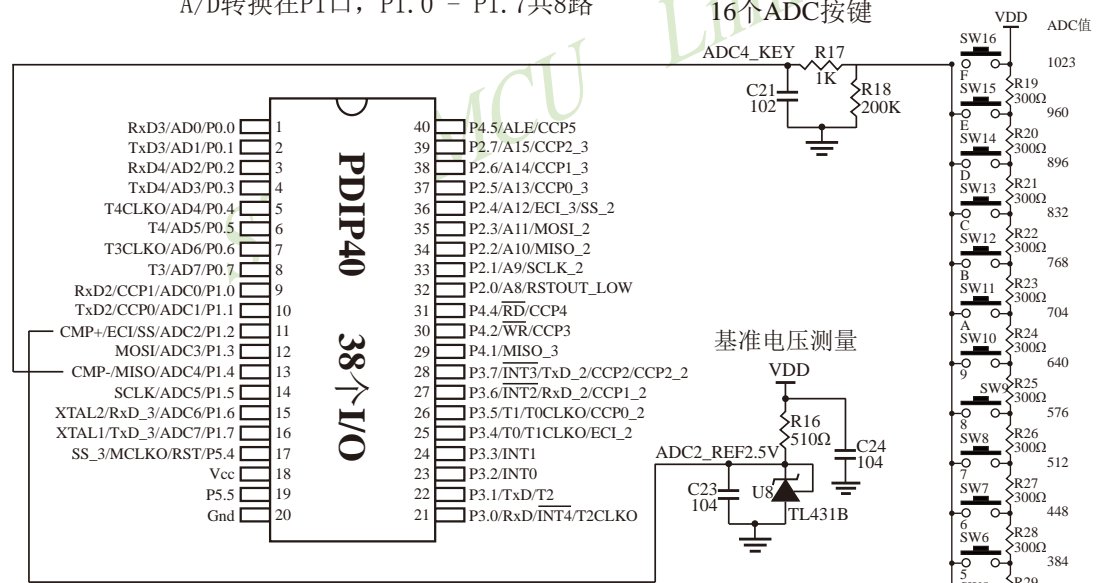 A/D转换在P1口，P1.0 - P1.7共8路
16个ADC按键
MCU Lim
ADC4_KEY
R17
1K
C21
102
R18
200K
VDD
ADC值
SW16
1023
F
R19
300Ω
SW15
960
E
R20
300Ω
SW14
896
D
R21
300Ω
SW13
832
C
R22
300Ω
SW12
768
B
R23
300Ω
SW11
704
A
R24
300Ω
SW10
640
9
R25
300Ω
SW9
576
8
R26
300Ω
SW8
512
7
R27
300Ω
SW7
448
6
R28
300Ω
SW6
384
5
R29
PDIP40 38个I/O
RxD3/AD0/P0.0 1
TxD3/AD1/P0.1 2
RxD4/AD2/P0.2 3
TxD4/AD3/P0.3 4
T4CLKO/AD4/P0.4 5
T4/AD5/P0.5 6
T3CLKO/AD6/P0.6 7
T3/AD7/P0.7 8
RxD2/CCP1/ADC0/P1.0 9
TxD2/CCP0/ADC1/P1.1 10
CMP+/ECI/SS/ADC2/P1.2 11
MOSI/ADC3/P1.3 12
CMP-/MISO/ADC4/P1.4 13
SCLK/ADC5/P1.5 14
XTAL2/RxD_3/ADC6/P1.6 15
XTAL1/TxD_3/ADC7/P1.7 16
SS_3/MCLKO/RST/P5.4 17
Vcc 18
P5.5 19
Gnd 20
40 P4.5/ALE/CCP5
39 P2.7/A15/CCP2_3
38 P2.6/A14/CCP1_3
37 P2.5/A13/CCP0_3
36 P2.4/A12/ECI_3/SS_2
35 P2.3/A11/MOSI_2
34 P2.2/A10/MISO_2
33 P2.1/A9/SCLK_2
32 P2.0/A8/RSTOUT_LOW
31 P4.4/RD/CCP4
30 P4.2/WR/CCP3
29 P4.1/MISO_3
28 P3.7/INT3/TxD_2/CCP2/CCP2_2
27 P3.6/INT2/RxD_2/CCP1_2
26 P3.5/T1/T0CLKO/CCP0_2
25 P3.4/T0/T1CLKO/ECI_2
24 P3.3/INT1
23 P3.2/INT0
22 P3.1/TxD/T2
21 P3.0/RxD/INT4/T2CLKO
基准电压测量
VDD
R16
510Ω
ADC2_REF2.5V
C24
104
C23
104
U8
TL431B